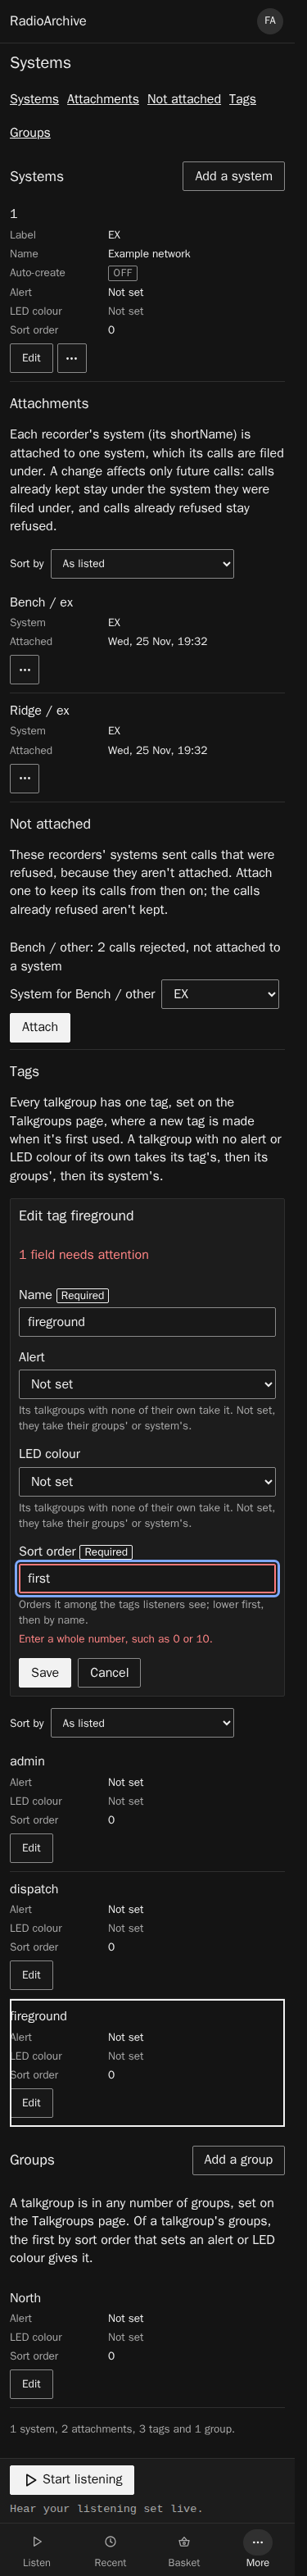 RadioArchive
FA
Systems
Systems Attachments Not attached Tags
Groups
Systems
Add a system
1
Label EX
Name Example network
Auto-create OFF
Alert Not set
LED colour Not set
Sort order 0
Edit ···
Attachments
Each recorder's system (its shortName) is
attached to one system, which its calls are filed
under. A change affects only future calls: calls
already kept stay under the system they were
filed under, and calls already refused stay
refused.
Sort by As listed
Bench / ex
System EX
Attached Wed, 25 Nov, 19:32
···
Ridge / ex
System EX
Attached Wed, 25 Nov, 19:32
···
Not attached
These recorders' systems sent calls that were
refused, because they aren't attached. Attach
one to keep its calls from then on; the calls
already refused aren't kept.
Bench / other: 2 calls rejected, not attached to
a system
System for Bench / other EX
Attach
Tags
Every talkgroup has one tag, set on the
Talkgroups page, where a new tag is made
when it's first used. A talkgroup with no alert or
LED colour of its own takes its tag's, then its
groups', then its system's.
Edit tag fireground
1 field needs attention
Name Required
fireground
Alert
Not set
Its talkgroups with none of their own take it. Not set,
they take their groups' or system's.
LED colour
Not set
Its talkgroups with none of their own take it. Not set,
they take their groups' or system's.
Sort order Required
first
Orders it among the tags listeners see; lower first,
then by name.
Enter a whole number, such as 0 or 10.
Save Cancel
Sort by As listed
admin
Alert Not set
LED colour Not set
Sort order 0
Edit
dispatch
Alert Not set
LED colour Not set
Sort order 0
Edit
fireground
Alert Not set
LED colour Not set
Sort order 0
Edit
Groups
Add a group
A talkgroup is in any number of groups, set on
the Talkgroups page. Of a talkgroup's groups,
the first by sort order that sets an alert or LED
colour gives it.
North
Alert Not set
LED colour Not set
Sort order 0
Edit
1 system, 2 attachments, 3 tags and 1 group.
Start listening
Hear your listening set live.
Listen Recent Basket More